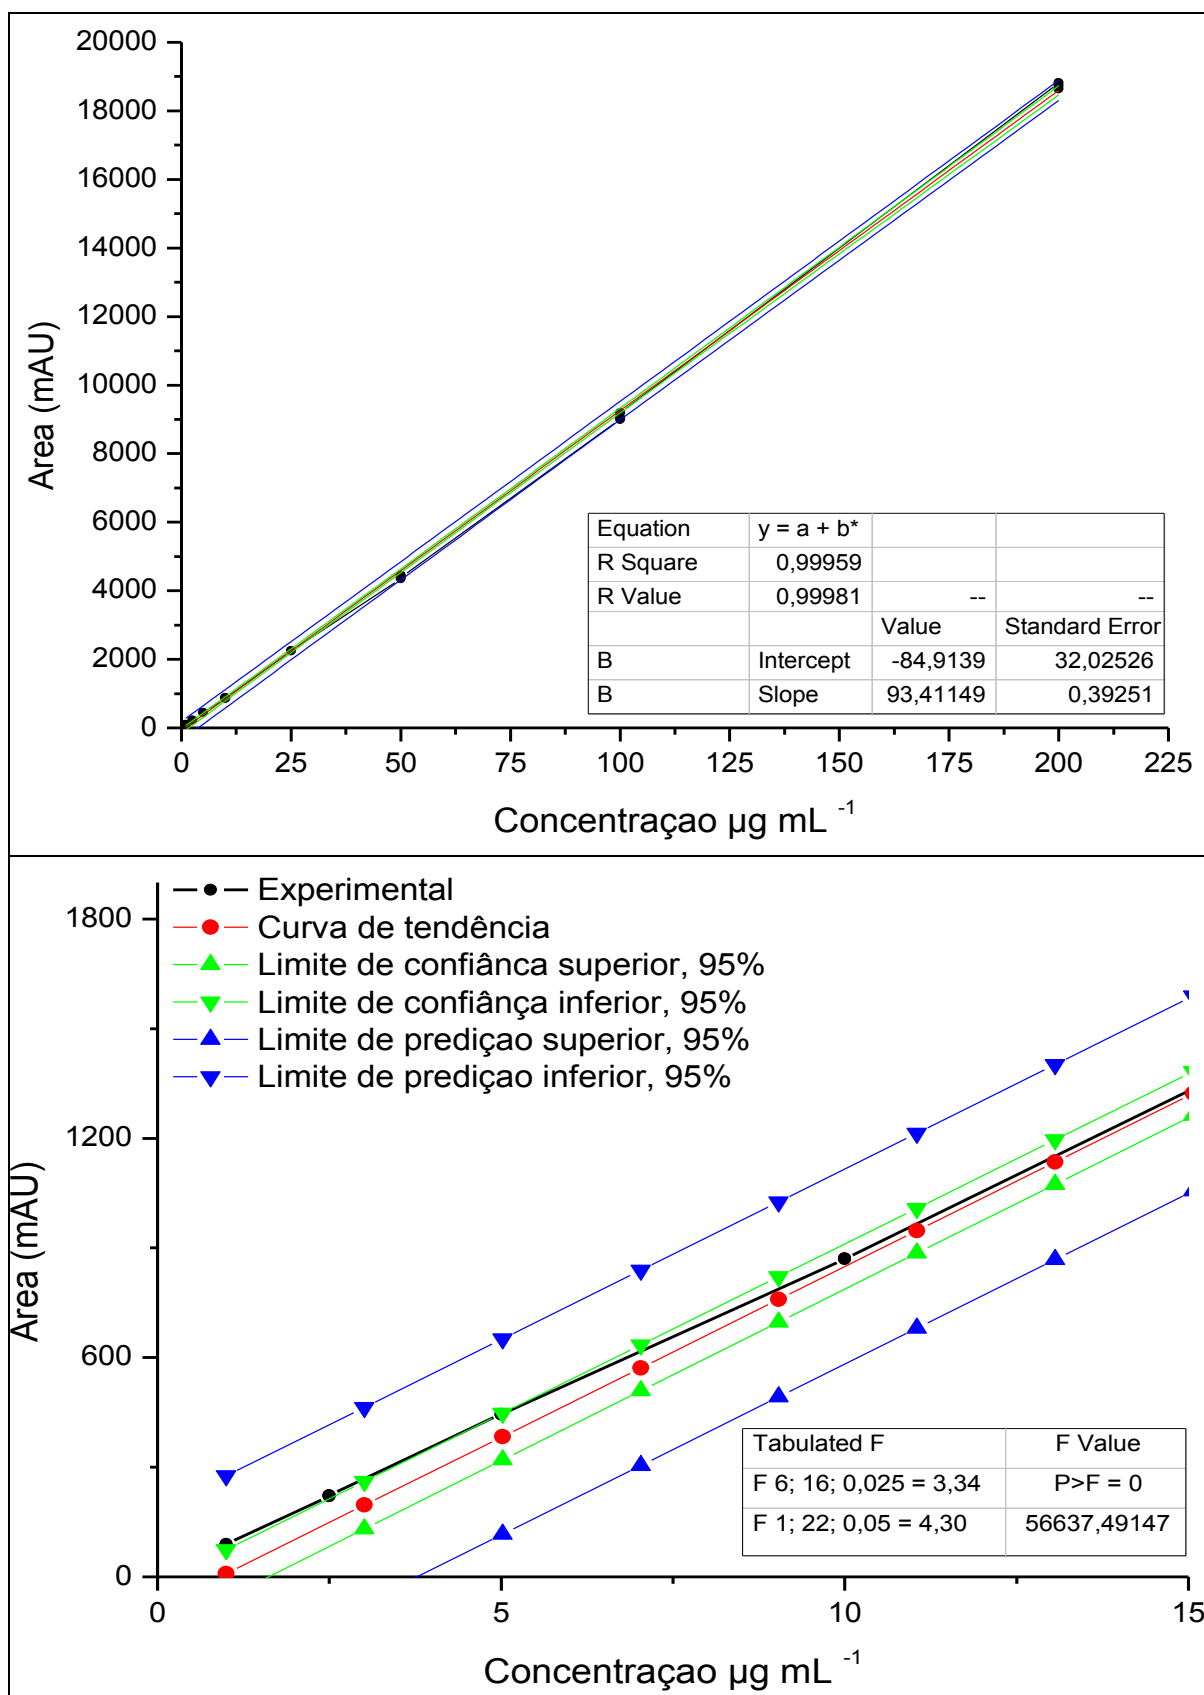 20000
18000
16000
14000
12000
10000
8000
6000
4000
2000
0
Area (mAU)
Equation y = a + b*
R Square 0,99959
R Value 0,99981 -- --
Value Standard Error
B Intercept -84,9139 32,02526
B Slope 93,41149 0,39251
0 25 50 75 100 125 150 175 200 225
Concentraçao µg mL -1
Experimental
Curva de tendência
Limite de confiânca superior, 95%
Limite de confiânça inferior, 95%
Limite de prediçao superior, 95%
Limite de prediçao inferior, 95%
1800
1200
600
0
Area (mAU)
Tabulated F F Value
F 6; 16; 0,025 = 3,34 P>F = 0
F 1; 22; 0,05 = 4,30 56637,49147
0 5 10 15
Concentraçao µg mL -1